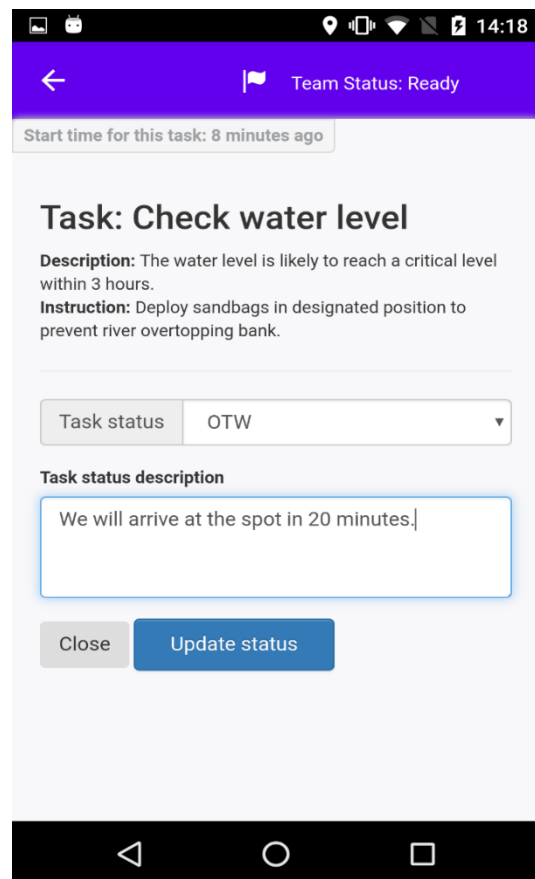 14:18
Team Status: Ready
Start time for this task: 8 minutes ago
Task: Check water level
Description: The water level is likely to reach a critical level
within 3 hours.
Instruction: Deploy sandbags in designated position to
prevent river overtopping bank.
Task status OTW
Task status description
We will arrive at the spot in 20 minutes.
Close Update status